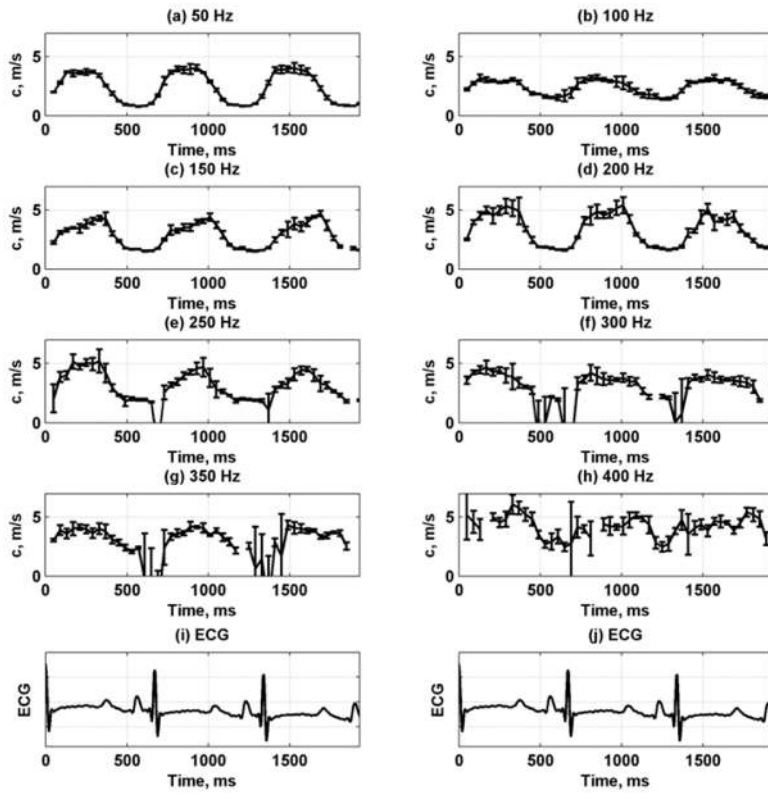 (a) 50 Hz
(b) 100 Hz
c, m/s
5
0
0 500 1000 1500
Time, ms
c, m/s
5
0
0 500 1000 1500
Time, ms
(c) 150 Hz
(d) 200 Hz
c, m/s
5
0
0 500 1000 1500
Time, ms
c, m/s
5
0
0 500 1000 1500
Time, ms
(e) 250 Hz
(f) 300 Hz
c, m/s
5
0
0 500 1000 1500
Time, ms
c, m/s
5
0
0 500 1000 1500
Time, ms
(g) 350 Hz
(h) 400 Hz
c, m/s
5
0
0 500 1000 1500
Time, ms
c, m/s
5
0
0 500 1000 1500
Time, ms
(i) ECG
(j) ECG
ECG
0 500 1000 1500
Time, ms
ECG
0 500 1000 1500
Time, ms